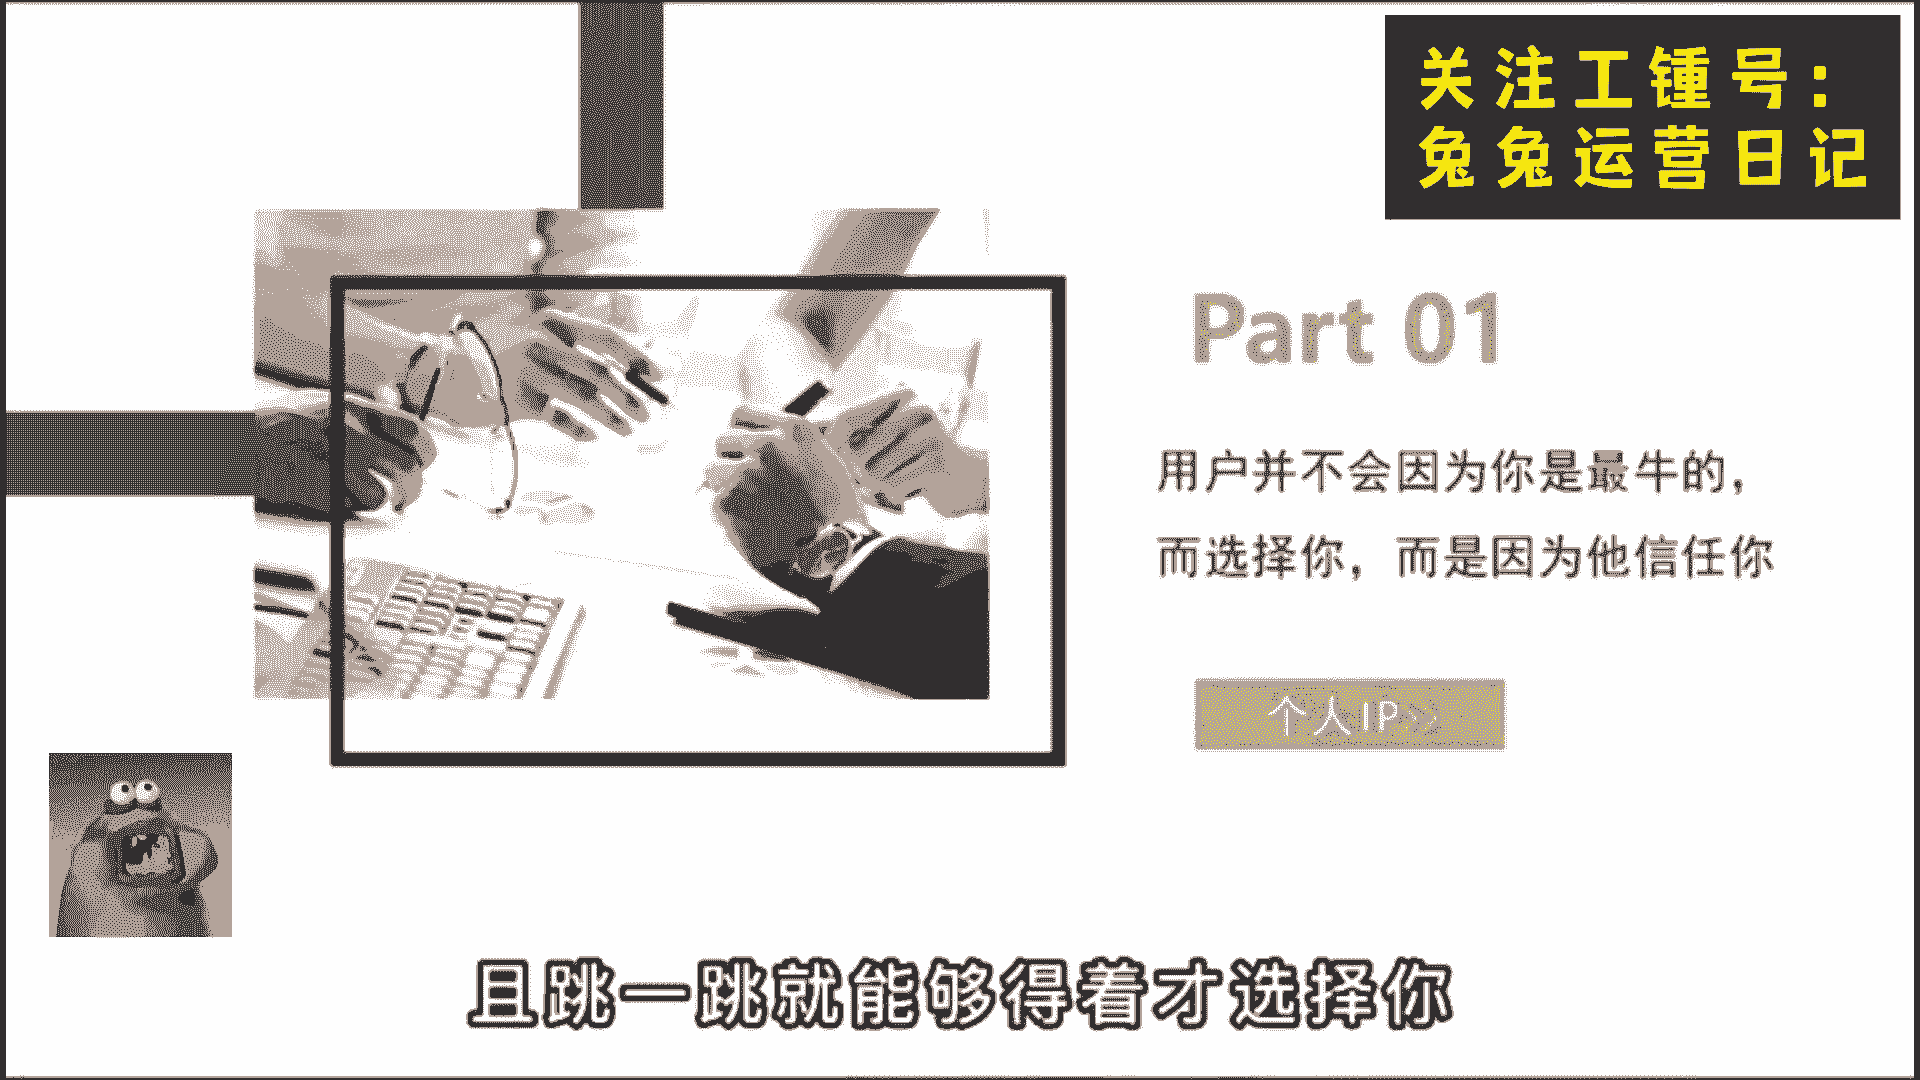 关注工锺号：
兔兔运营日记
Part 01
用户并不会因为你是最牛的，
而选择你，而是因为他信任你
个人IP >>
且跳一跳就能够得着才选择你